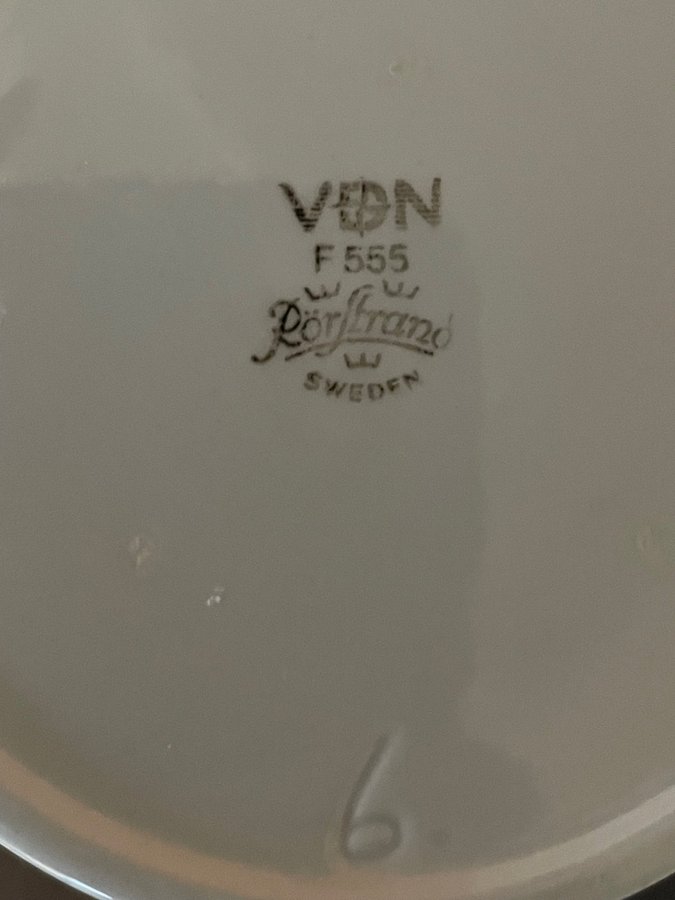 VDN
F 555
Rörstrand
SWEDEN
6